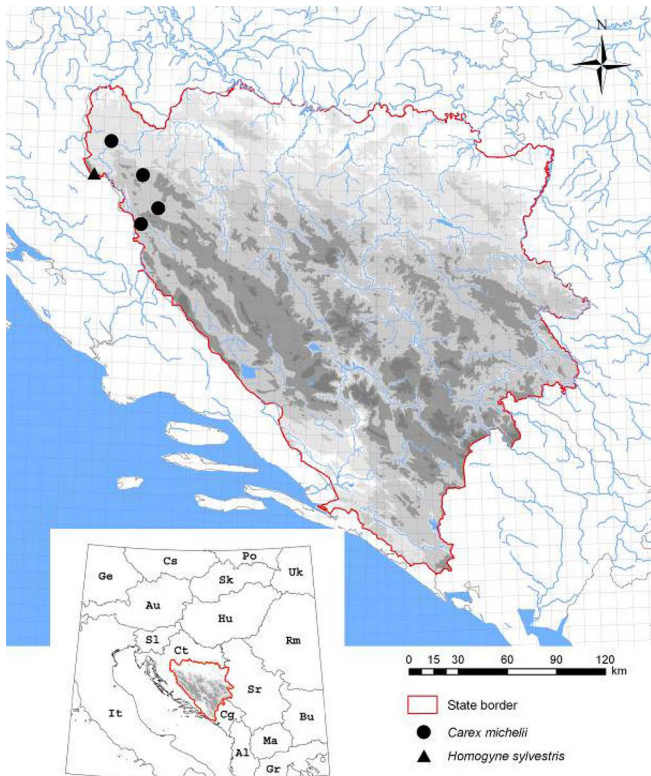 N
Po
Cs
Ge
Uk
Sk
Au
Hu
Rm
Sl
Ct
Sr
It
Cg
Bu
Ma
Al
Gr
0 15 30 60 90 120
km
State border
Carex michelii
Homogyne sylvestris